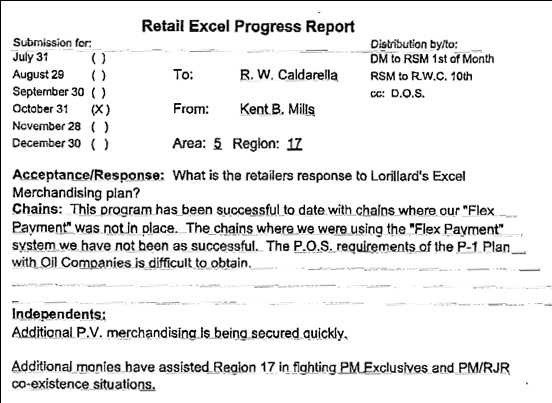 Retail Excel Progress Report
Submission for:
Distribution by/to:
July 31 ( )
DM to RSM 1st of Month
August 29 ( )
To: R. W. Caldarella
RSM to R.W.C. 10th
September 30 ( )
cc: D.O.S.
October 31 (X)
From: Kent B. Mills
November 28 ( )
December 30 ( )
Area: 5 Region: 17
Acceptance/Response: What is the retailers response to Lorillard's Excel
Merchandising plan?
Chains: This program has been successful to date with chains where our "Flex
Payment" was not in place. The chains where we were using the "Flex Payment"
system we have not been as successful. The P.O.S. requirements of the P-1 Plan
with Oil Companies is difficult to obtain.
Independents:
Additional P.V. merchandising is being secured quickly.
Additional monies have assisted Region 17 in fighting PM Exclusives and PM/RJR
co-existence situations.